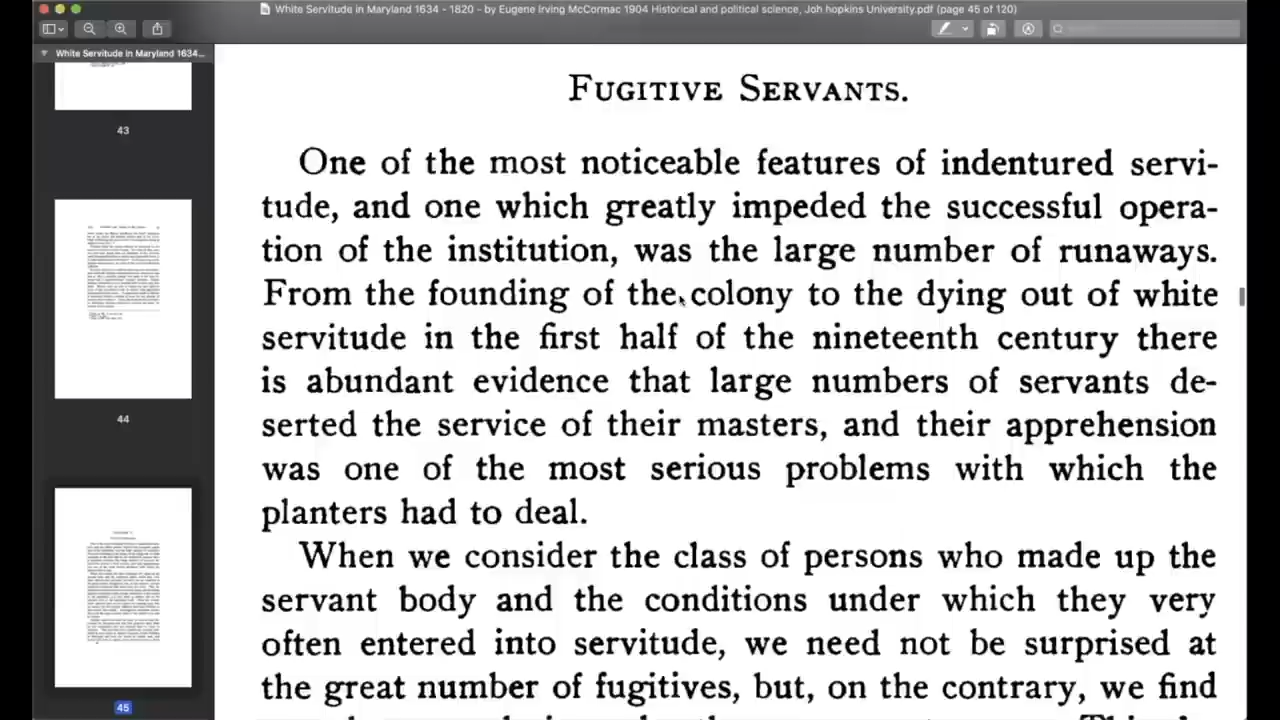 White Servitude in Maryland 1634 - 1820 - by Eugene Irving McCormac 1904 Historical and political science, Joh hopkins University.pdf (page 45 of 120)
White Servitude in Maryland 1634...
43
44
45
FUGITIVE SERVANTS.
One of the most noticeable features of indentured servi-
tude, and one which greatly impeded the successful opera-
tion of the institution, was the large number of runaways.
From the founding of the colony to the dying out of white
servitude in the first half of the nineteenth century there
is abundant evidence that large numbers of servants de-
serted the service of their masters, and their apprehension
was one of the most serious problems with which the
planters had to deal.
When we consider the class of persons who made up the
servant body and the condition under which they very
often entered into servitude, we need not be surprised at
the great number of fugitives, but, on the contrary, we find